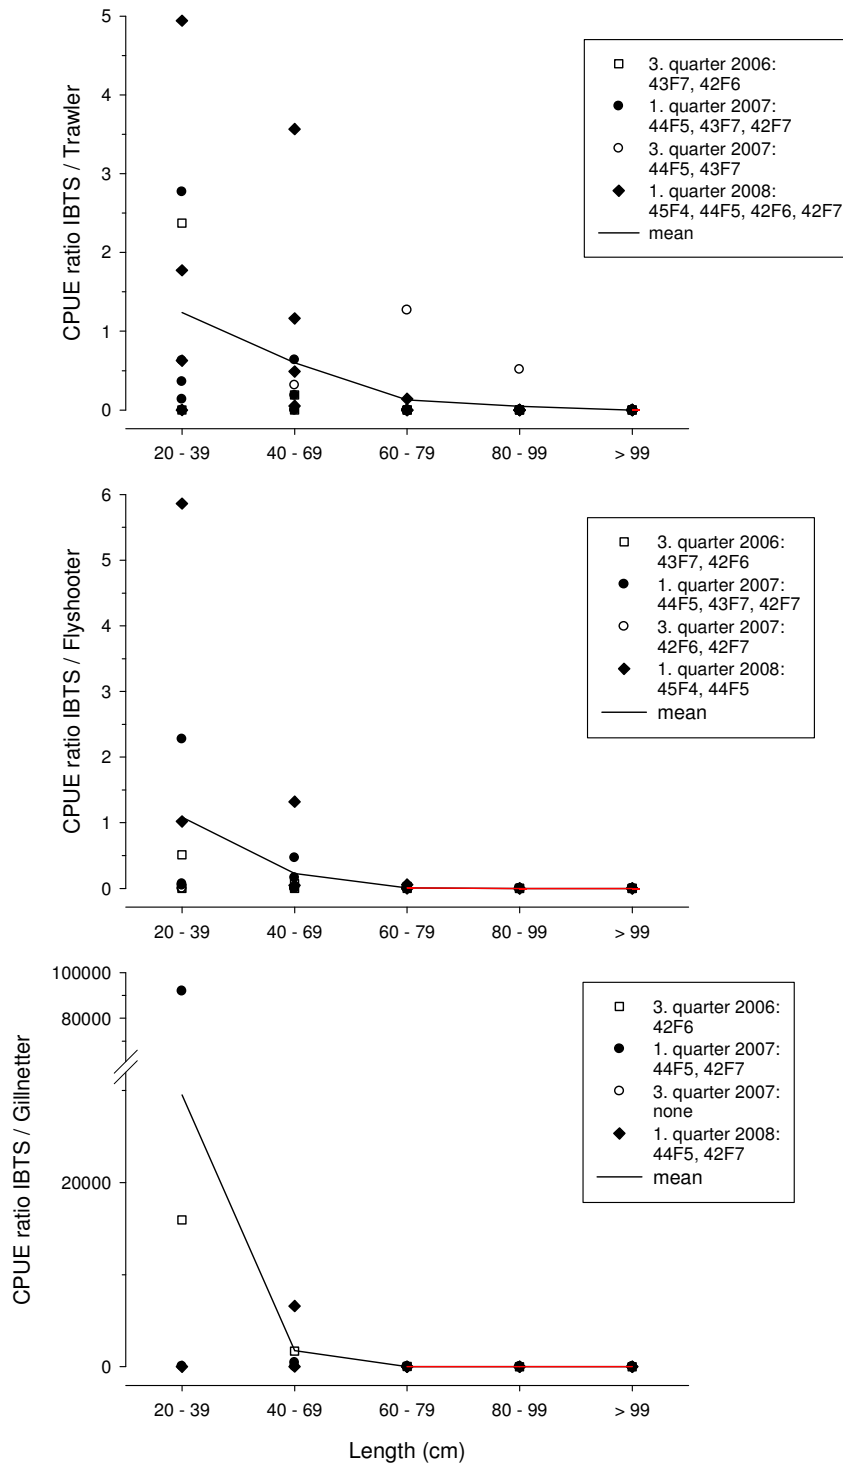 CPUE ratio IBTS / Trawler
5
4
3
2
1
0
20 - 39 40 - 69 60 - 79 80 - 99 > 99
3. quarter 2006:
43F7, 42F6
1. quarter 2007:
44F5, 43F7, 42F7
3. quarter 2007:
44F5, 43F7
1. quarter 2008:
45F4, 44F5, 42F6, 42F7
mean
CPUE ratio IBTS / Flyshooter
6
5
4
3
2
1
0
20 - 39 40 - 69 60 - 79 80 - 99 > 99
3. quarter 2006:
43F7, 42F6
1. quarter 2007:
44F5, 43F7, 42F7
3. quarter 2007:
42F6, 42F7
1. quarter 2008:
45F4, 44F5
mean
CPUE ratio IBTS / Gillnetter
100000
80000
20000
0
20 - 39 40 - 69 60 - 79 80 - 99 > 99
3. quarter 2006:
42F6
1. quarter 2007:
44F5, 42F7
3. quarter 2007:
none
1. quarter 2008:
44F5, 42F7
mean
Length (cm)